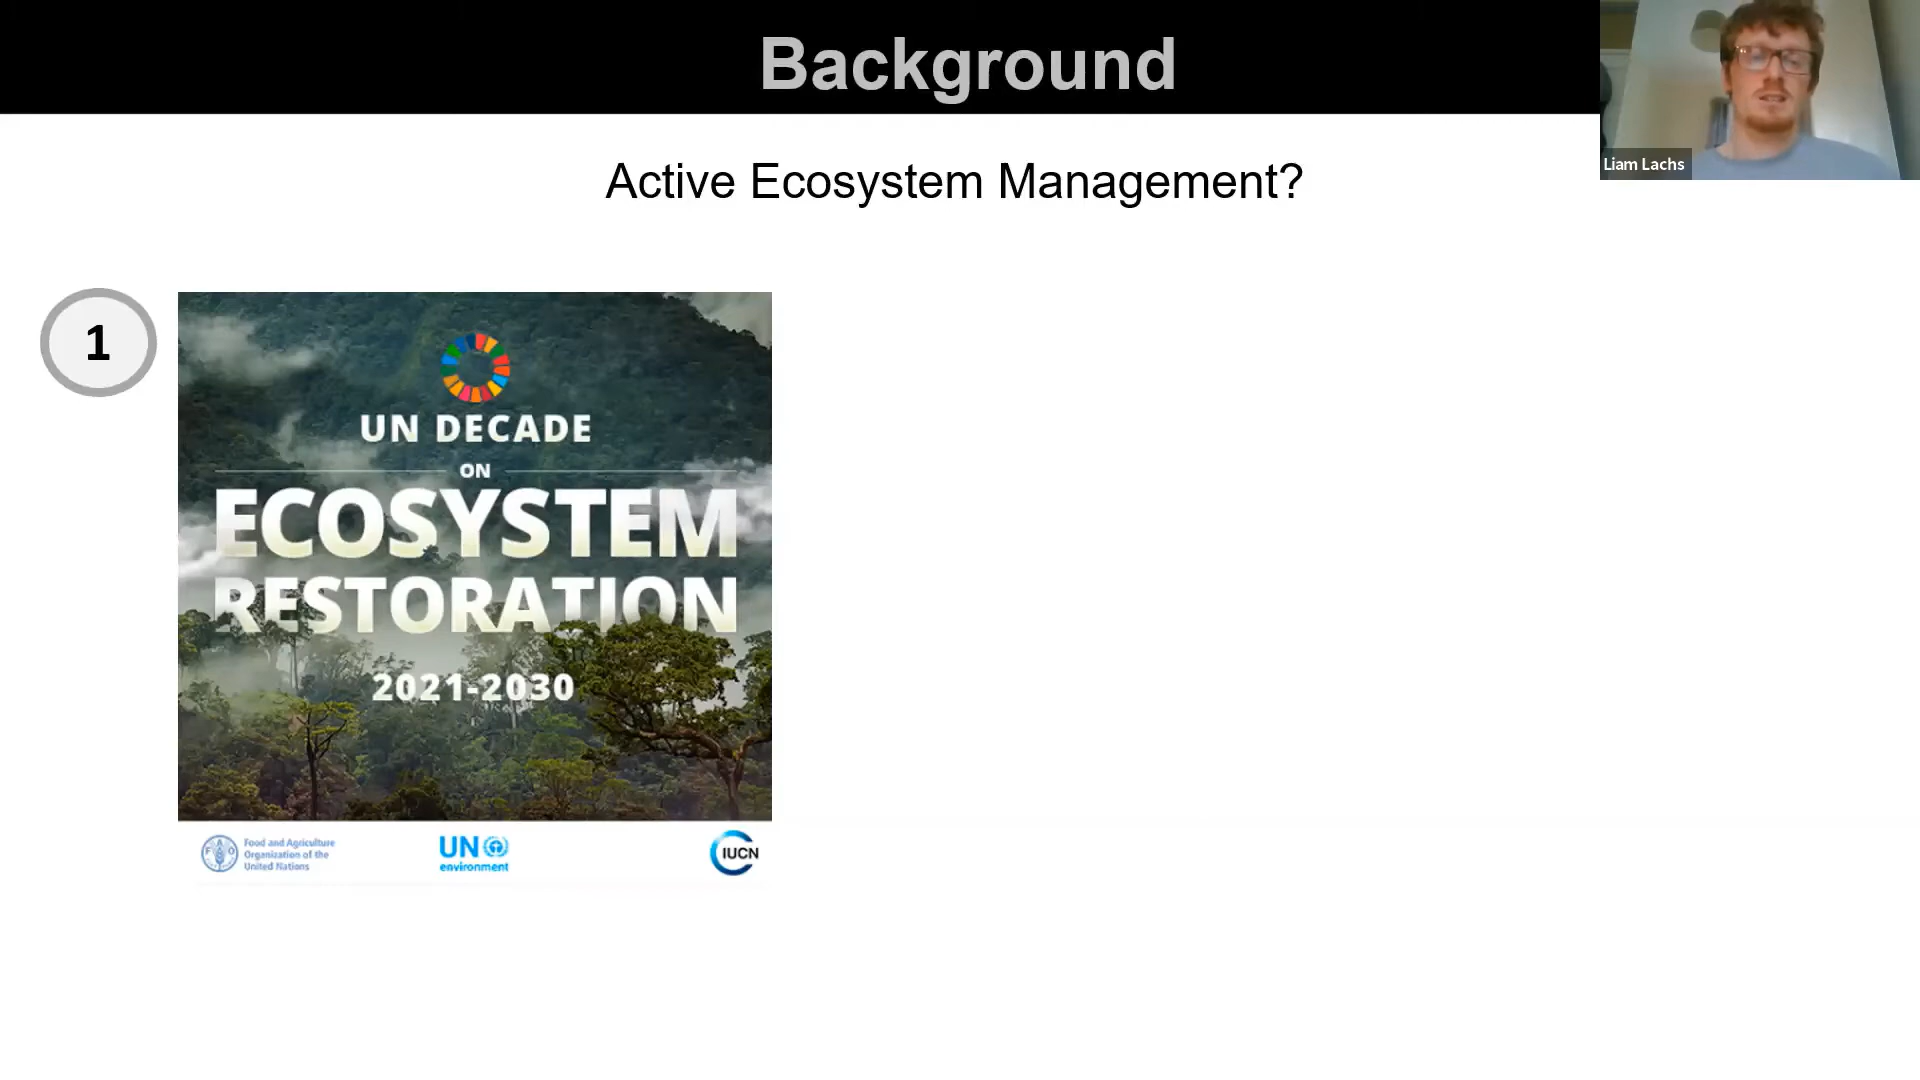 Background
Liam Lachs
Active Ecosystem Management?
1
UN DECADE
ON
ECOSYSTEM
RESTORATION
2021-2030
FAO
Food and Agriculture
Organization of the
United Nations
UN
environment
IUCN